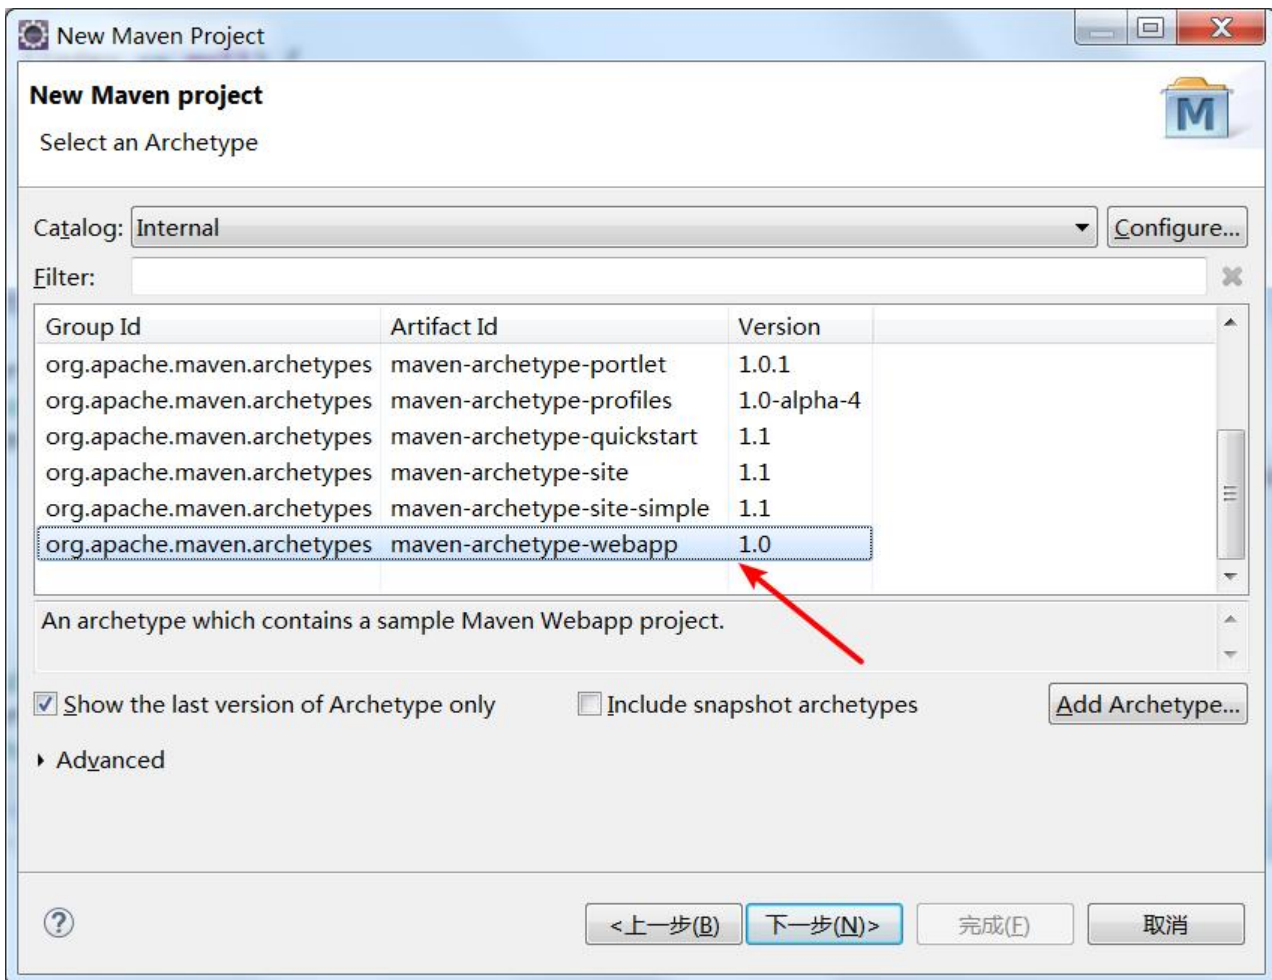 New Maven Project
New Maven project
Select an Archetype
M
Catalog: Internal Configure...
Filter:
Group Id Artifact Id Version
org.apache.maven.archetypes maven-archetype-portlet 1.0.1
org.apache.maven.archetypes maven-archetype-profiles 1.0-alpha-4
org.apache.maven.archetypes maven-archetype-quickstart 1.1
org.apache.maven.archetypes maven-archetype-site 1.1
org.apache.maven.archetypes maven-archetype-site-simple 1.1
org.apache.maven.archetypes maven-archetype-webapp 1.0
An archetype which contains a sample Maven Webapp project.
Show the last version of Archetype only Include snapshot archetypes Add Archetype...
Advanced
? <上一步(B) 下一步(N)> 完成(F) 取消